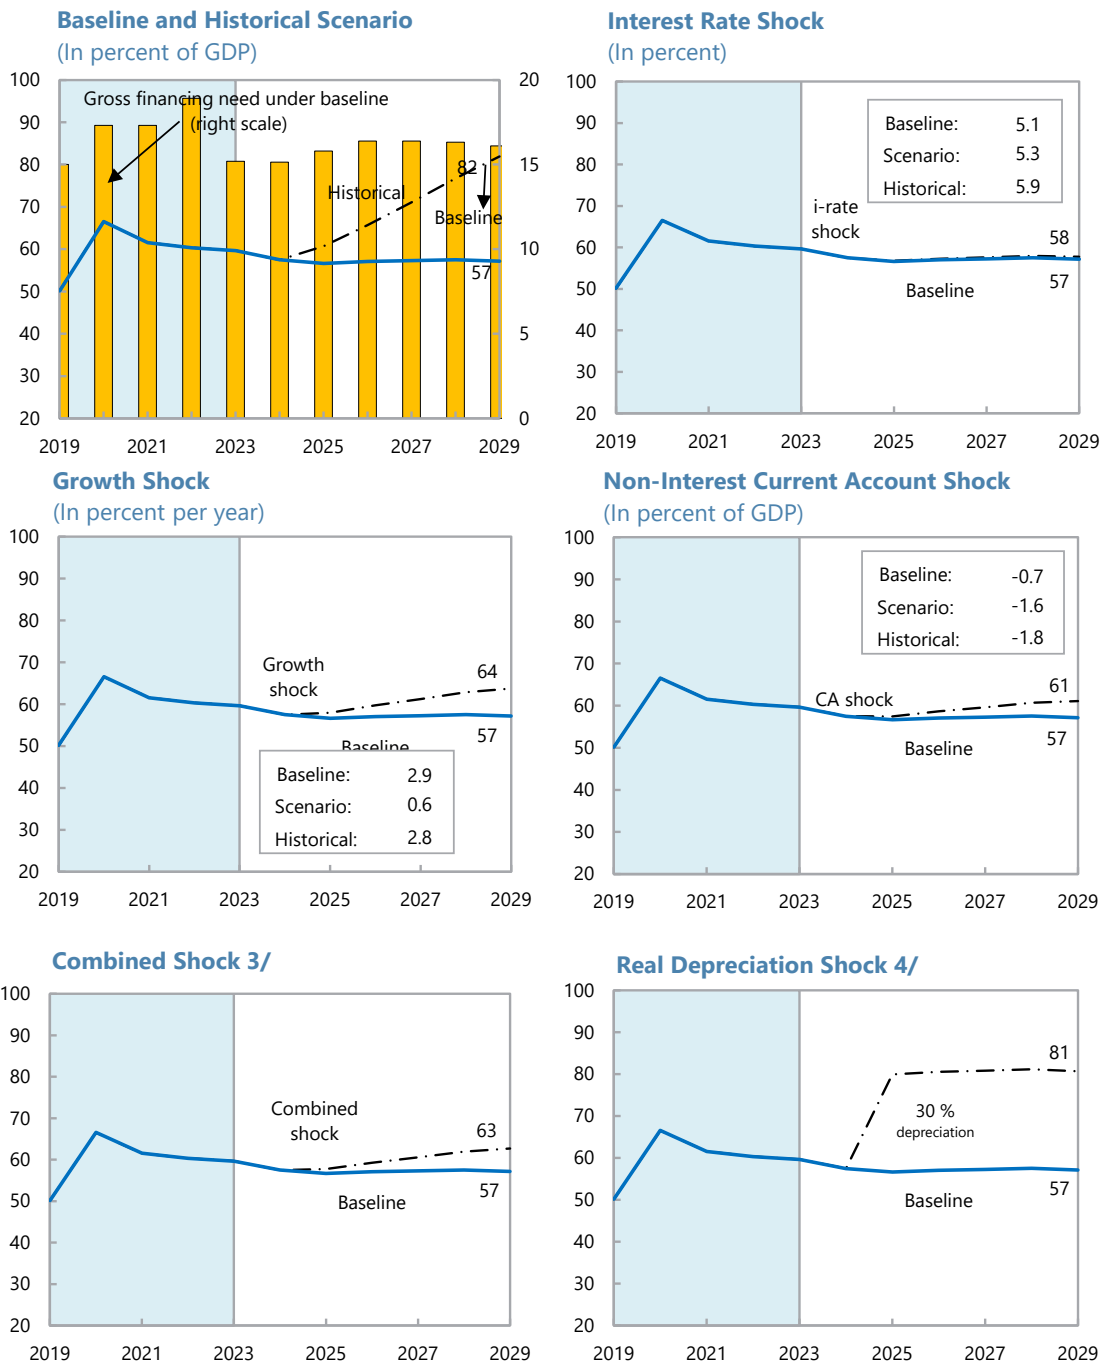 Baseline and Historical Scenario
(In percent of GDP)
100
90
80
70
60
50
40
30
20
20
15
10
5
0
Gross financing need under baseline
(right scale)
Historical
82
Baseline
57
2019 2021 2023 2025 2027 2029
Interest Rate Shock
(In percent)
100
90
80
70
60
50
40
30
20
Baseline: 5.1
Scenario: 5.3
Historical: 5.9
i-rate
shock
58
57
Baseline
2019 2021 2023 2025 2027 2029
Growth Shock
(In percent per year)
100
90
80
70
60
50
40
30
20
Growth
shock
64
57
Baseline
Baseline: 2.9
Scenario: 0.6
Historical: 2.8
2019 2021 2023 2025 2027 2029
Non-Interest Current Account Shock
(In percent of GDP)
100
90
80
70
60
50
40
30
20
Baseline: -0.7
Scenario: -1.6
Historical: -1.8
CA shock
61
57
Baseline
2019 2021 2023 2025 2027 2029
Combined Shock 3/
100
90
80
70
60
50
40
30
20
Combined
shock
63
57
Baseline
2019 2021 2023 2025 2027 2029
Real Depreciation Shock 4/
100
90
80
70
60
50
40
30
20
81
30 %
depreciation
57
Baseline
2019 2021 2023 2025 2027 2029